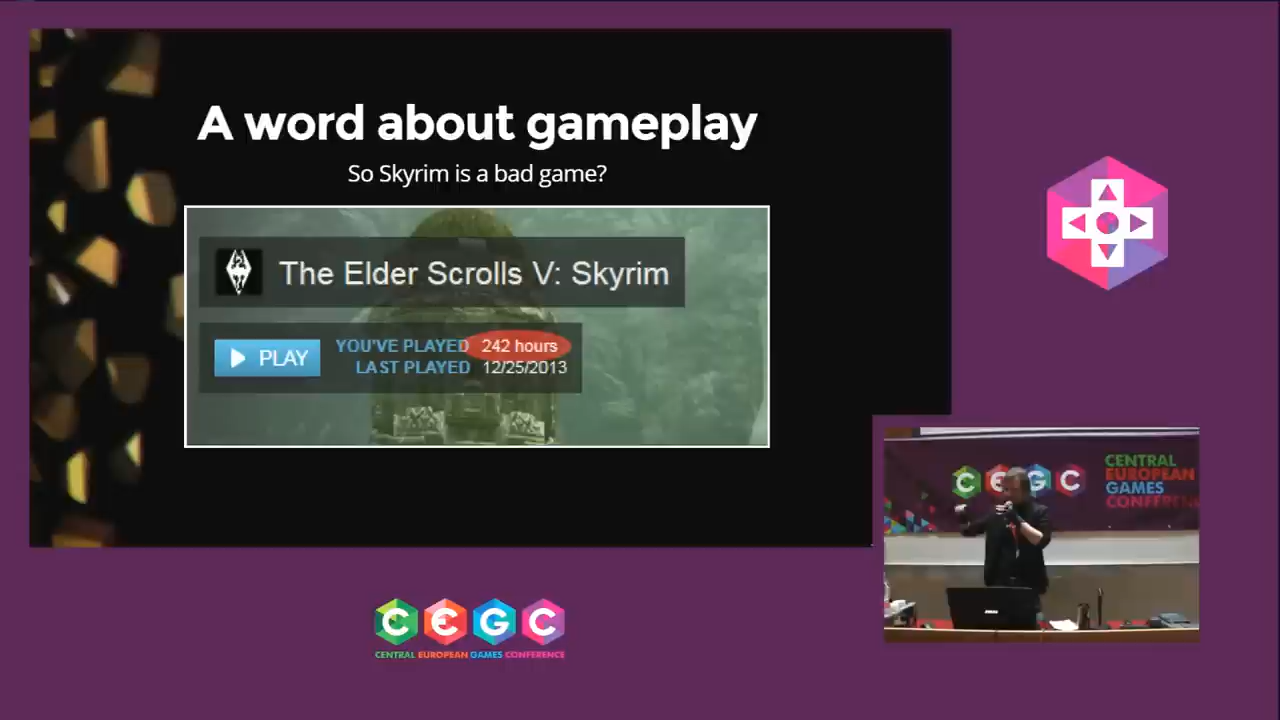 A word about gameplay
So Skyrim is a bad game?
The Elder Scrolls V: Skyrim
PLAY
YOU'VE PLAYED 242 hours
LAST PLAYED 12/25/2013
C E G C
CENTRAL
EUROPEAN
GAMES
CONFERENCE
C E G C
CENTRAL EUROPEAN GAMES CONFERENCE